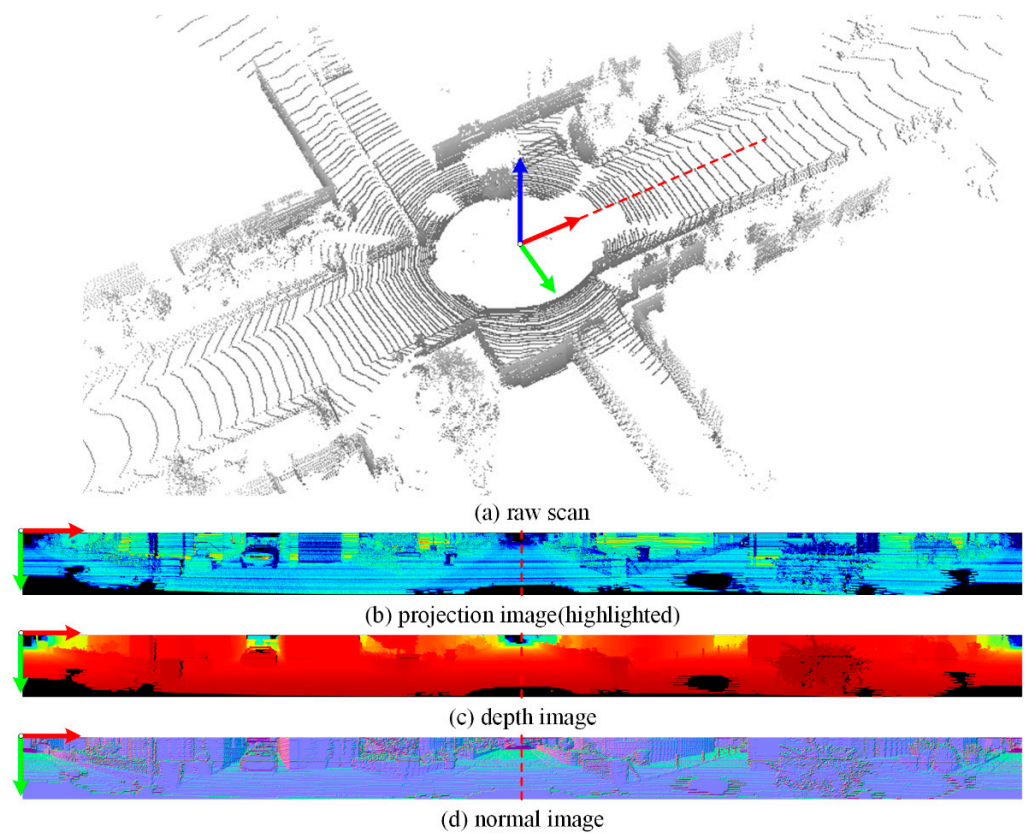 (a) raw scan
(b) projection image(highlighted)
(c) depth image
(d) normal image